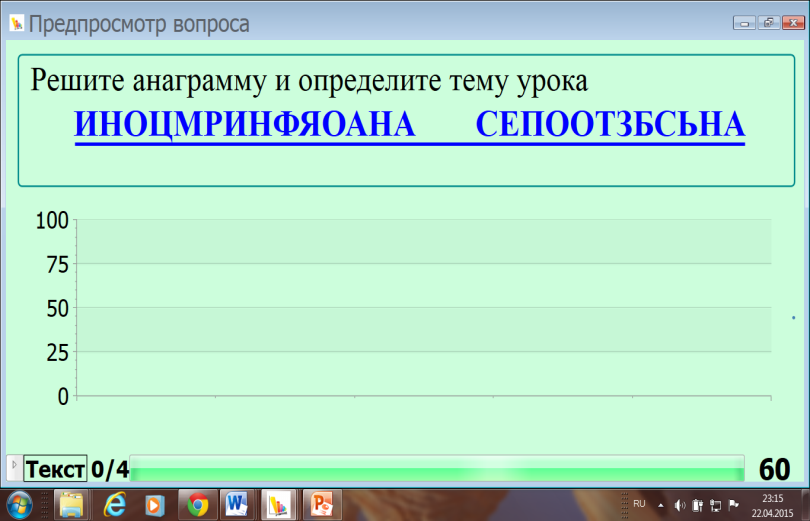 Предпросмотр вопроса
Решите анаграмму и определите тему урока
ИНОЦМРИНФЯОАНА СЕПООТЗБСЬНА
100
75
50
25
0
Текст 0/4
60
RU
23:15
22.04.2015